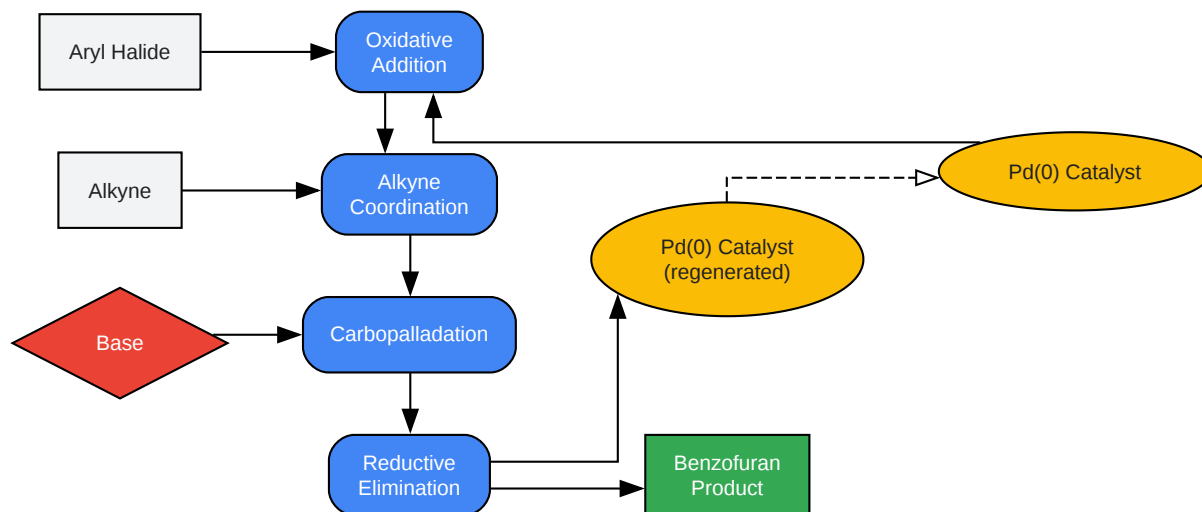 Aryl Halide
Oxidative
Addition
Pd(0) Catalyst
Alkyne
Alkyne
Coordination
Pd(0) Catalyst
(regenerated)
Base
Carbopalladation
Reductive
Elimination
Benzofuran
Product